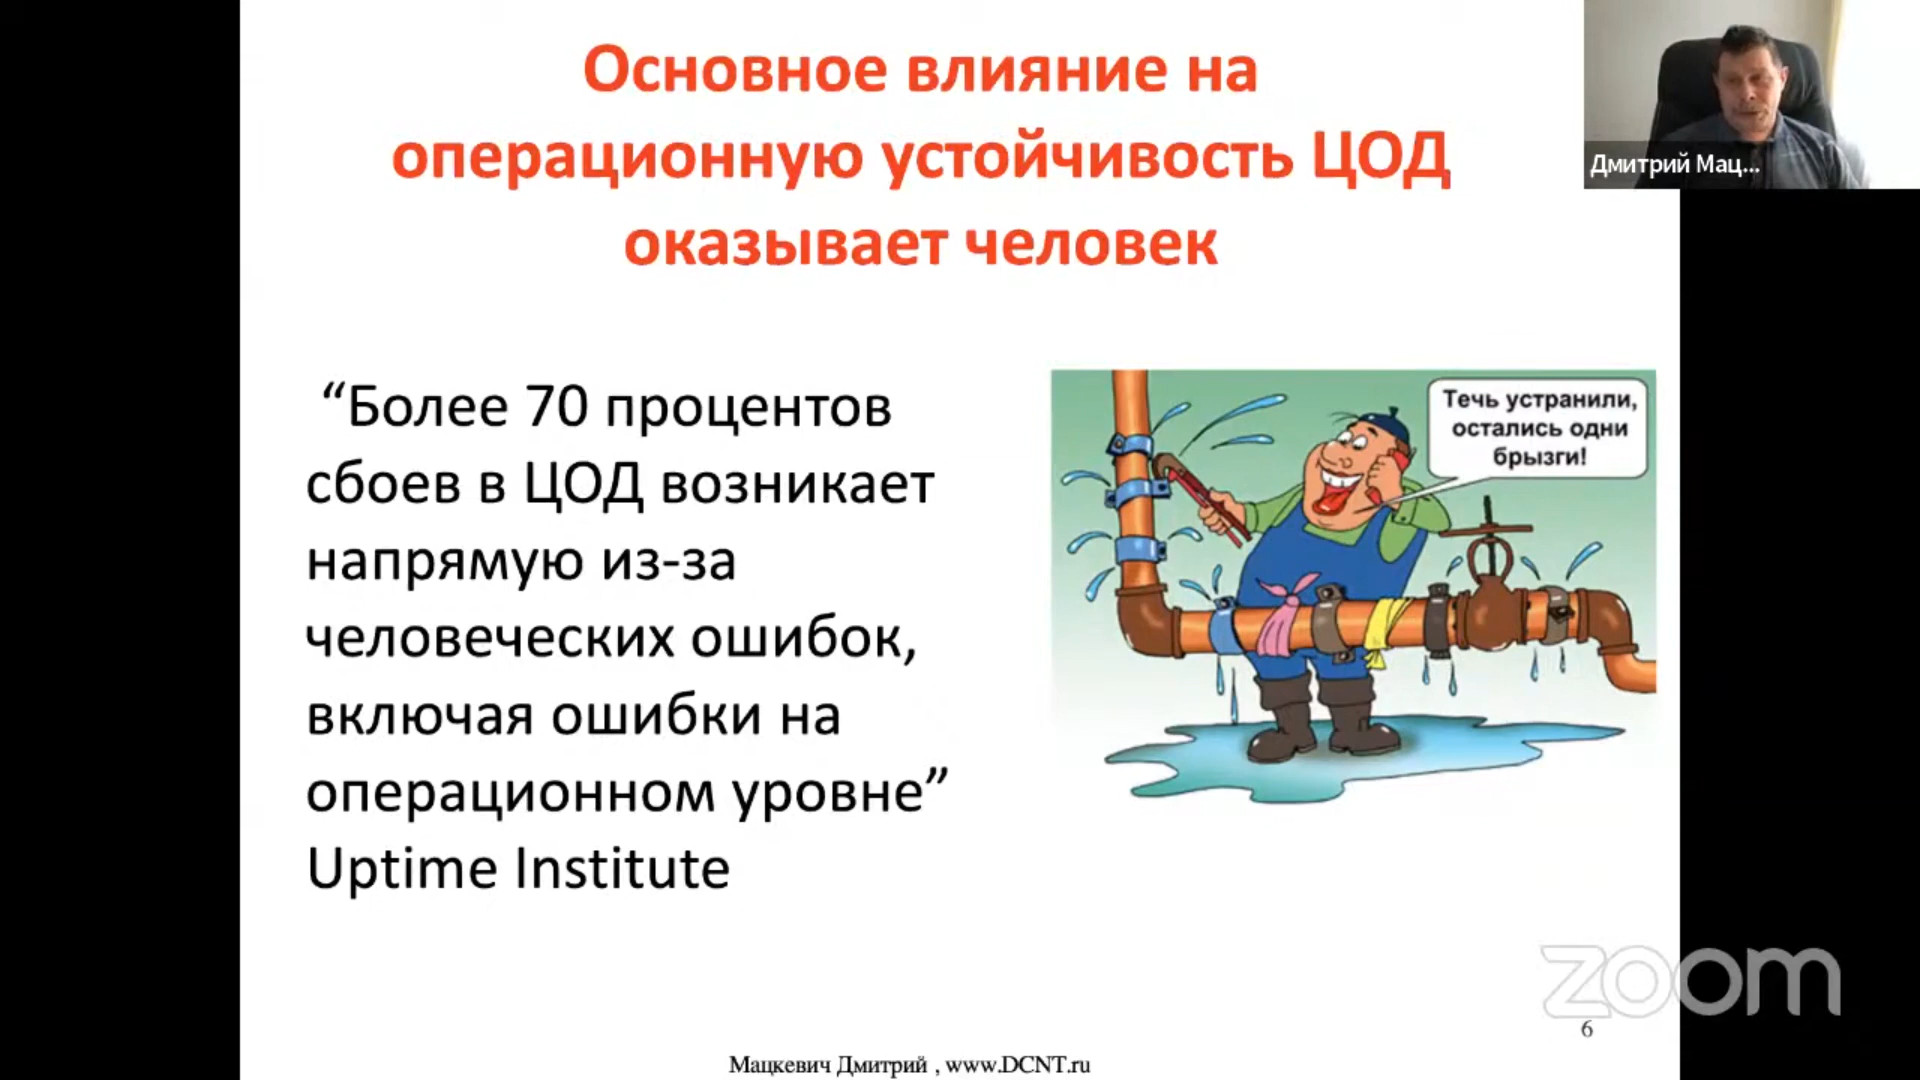 Основное влияние на
операционную устойчивость ЦОД
оказывает человек
Дмитрий Мац...
“Более 70 процентов
сбоев в ЦОД возникает
напрямую из-за
человеческих ошибок,
включая ошибки на
операционном уровне”
Uptime Institute
Течь устранили,
остались одни
брызги!
zoom
6
Мацкевич Дмитрий , www.DCNT.ru